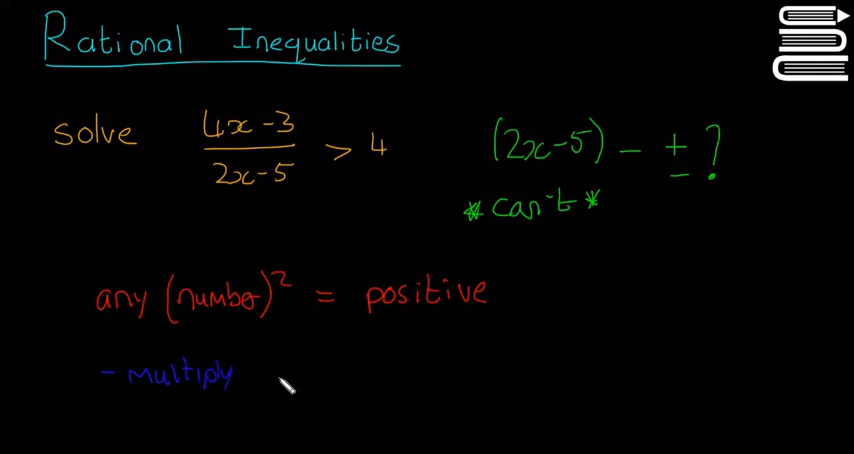 Rational Inequalities
solve (4x-3)/(2x-5) > 4
(2x-5) - ± ?
* can't *
any (number)² = positive
- multiply